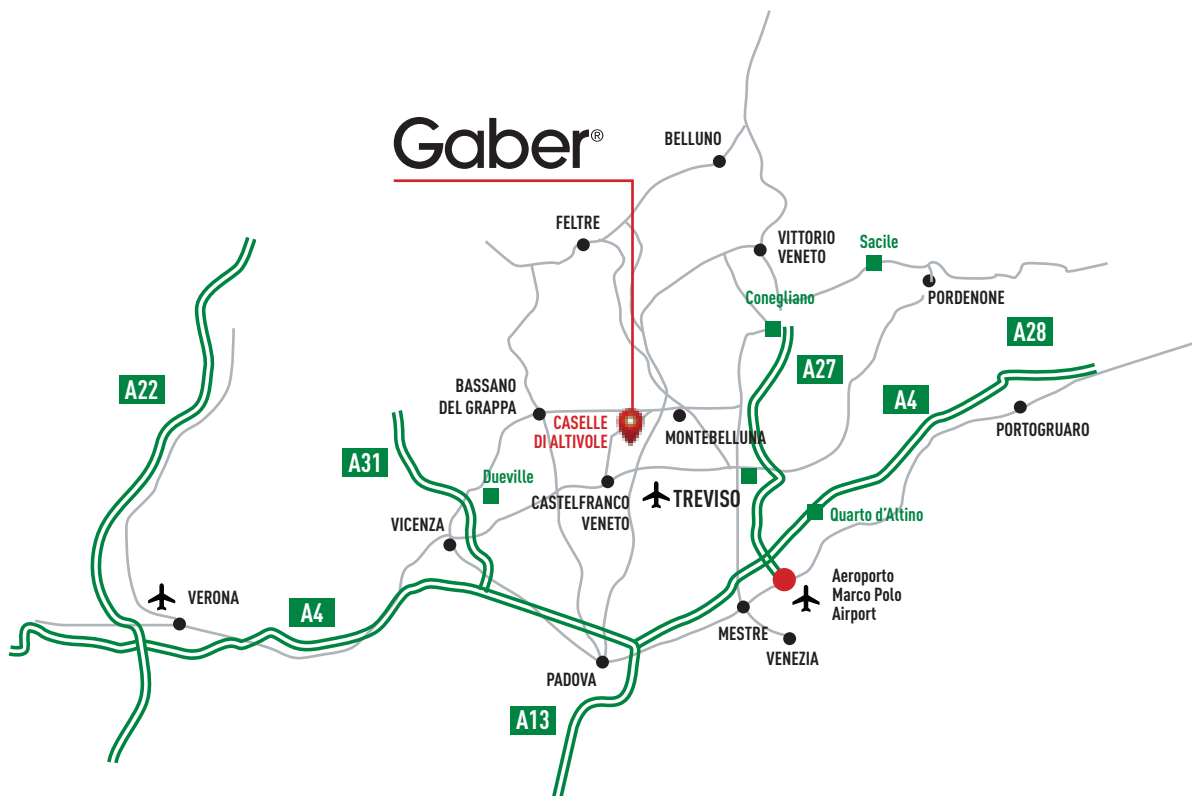 Gaber®
BELLUNO
FELTRE
VITTORIO
VENETO
Sacile
PORDENONE
Conegliano
A28
A27
A22
A4
BASSANO
DEL GRAPPA
CASELLE
DI ALTIVOLE
MONTEBELLUNA
PORTOGRUARO
A31
Dueville
CASTELFRANCO
VENETO
TREVISO
Quarto d'Altino
VICENZA
Aeroporto
Marco Polo
Airport
VERONA
A4
MESTRE
VENEZIA
PADOVA
A13